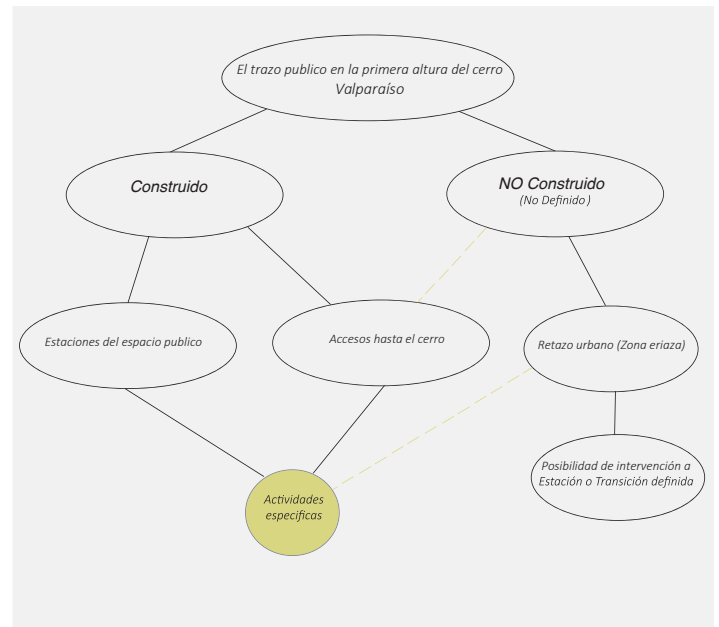 El trazo publico en la primera altura del cerro
Valparaíso
Construido
NO Construido
(No Definido)
Estaciones del espacio publico
Accesos hasta el cerro
Retazo urbano (Zona eriaza)
Posibilidad de intervención a
Estación o Transición definida
Actividades
especificas